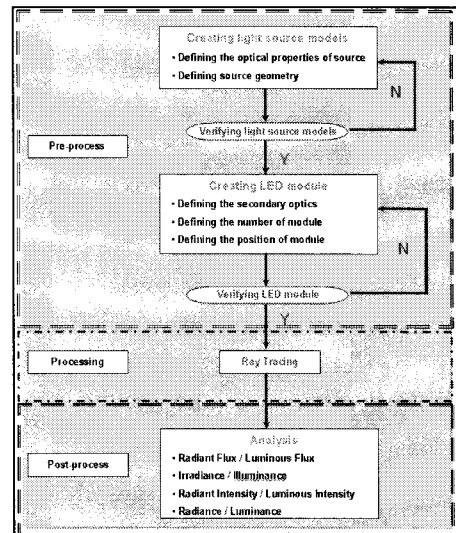 Creating light source models
• Defining the optical properties of source
• Defining source geometry
N
Verifying light source models
Pre-process
Y
Creating LED module
• Defining the secondary optics
• Defining the number of module
• Defining the position of module
N
Verifying LED module
Y
Processing
Ray Tracing
Analysis
• Radiant Flux / Luminous Flux
• Irradiance / Illuminance
• Radiant Intensity / Luminous Intensity
• Radiance / Luminance
Post-process